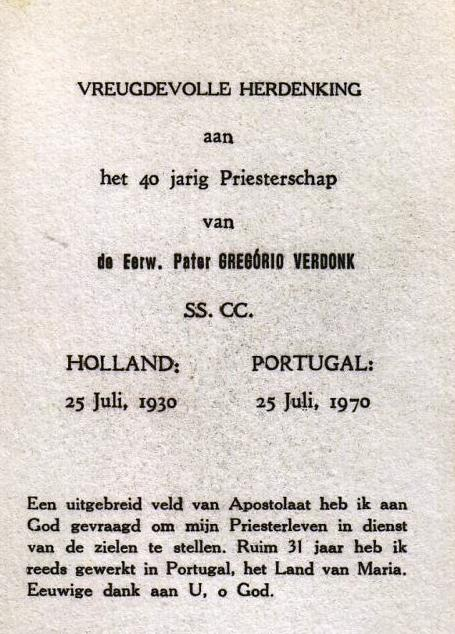 VREUGDEVOLLE HERDENKING
aan
het 40 jarig Priesterschap
van
de Eerw. Pater GREGÓRIO VERDONK
SS. CC.
HOLLAND: PORTUGAL:
25 Juli, 1930 25 Juli, 1970
Een uitgebreid veld van Apostolaat heb ik aan
God gevraagd om mijn Priesterleven in dienst
van de zielen te stellen. Ruim 31 jaar heb ik
reeds gewerkt in Portugal, het Land van Maria.
Eeuwige dank aan U, o God.